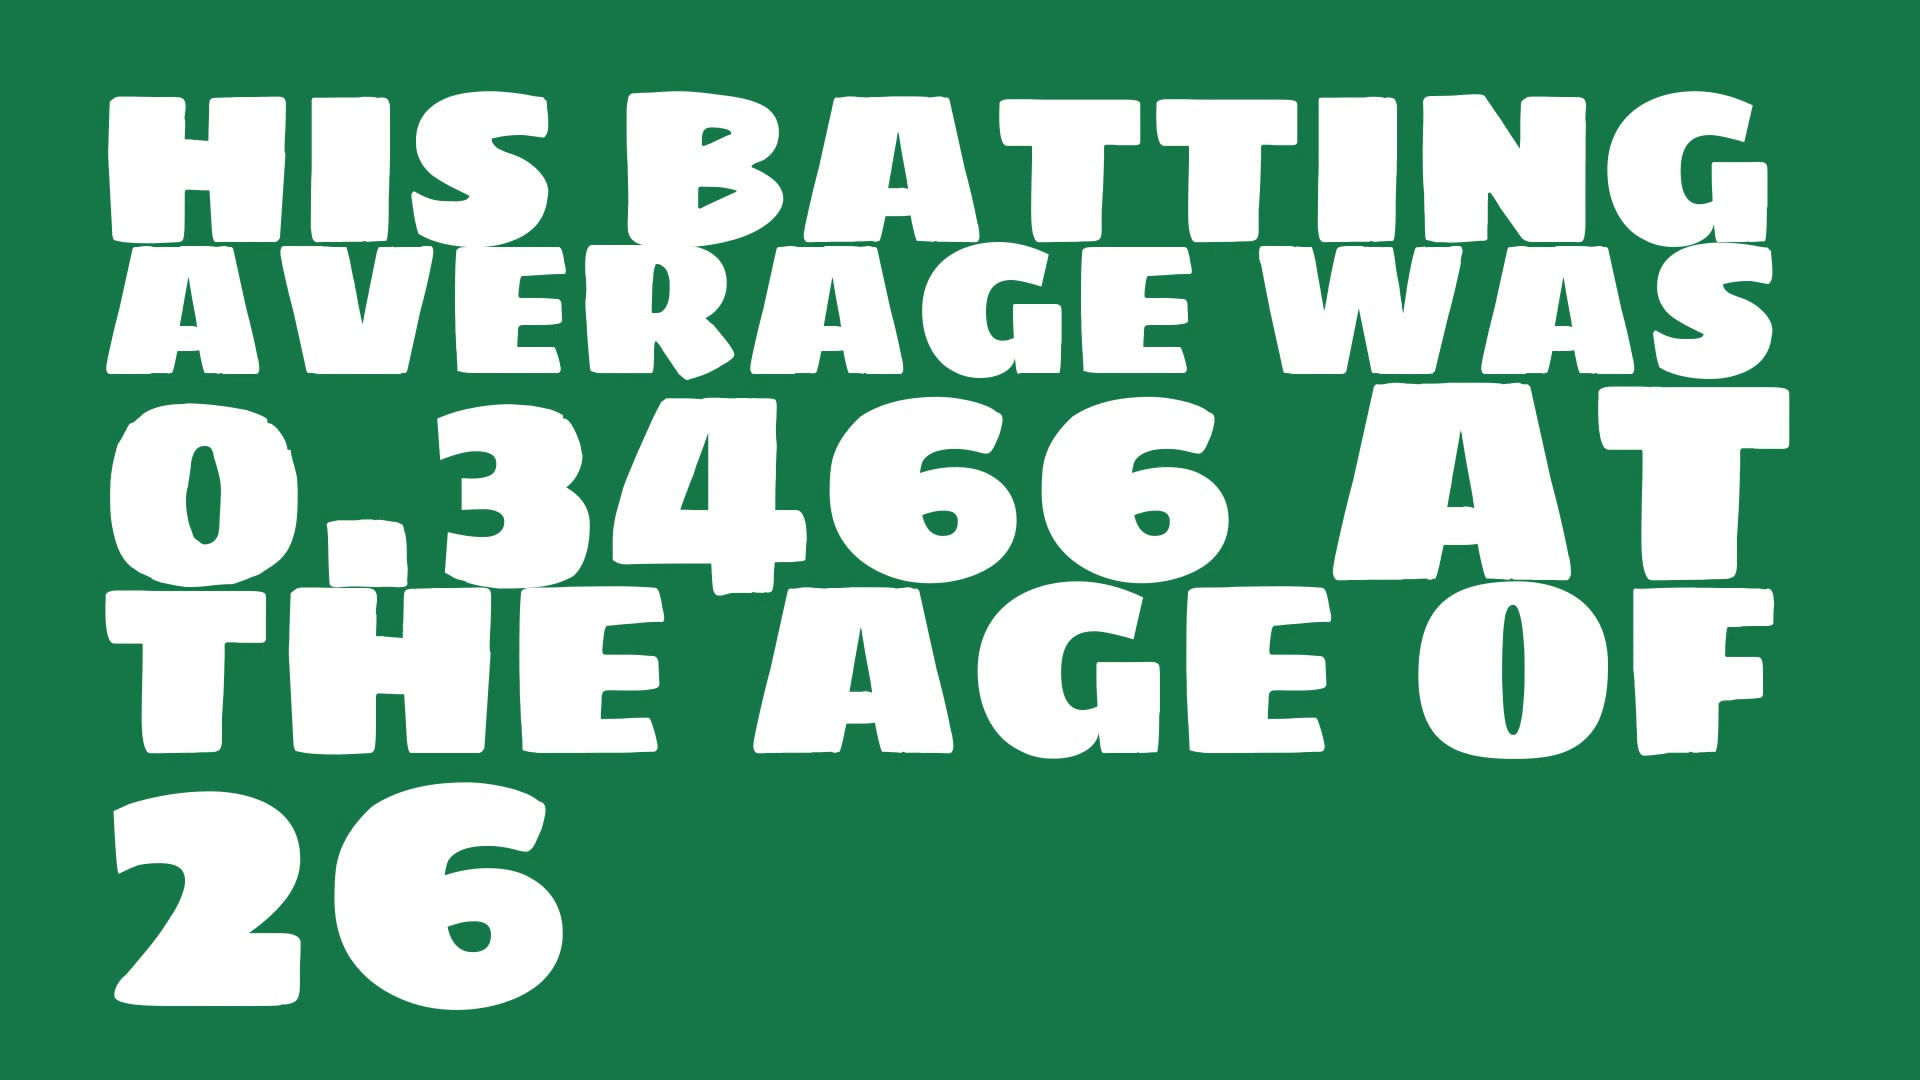 HIS BATTING
AVERAGE WAS
0.3466 AT
THE AGE OF
26